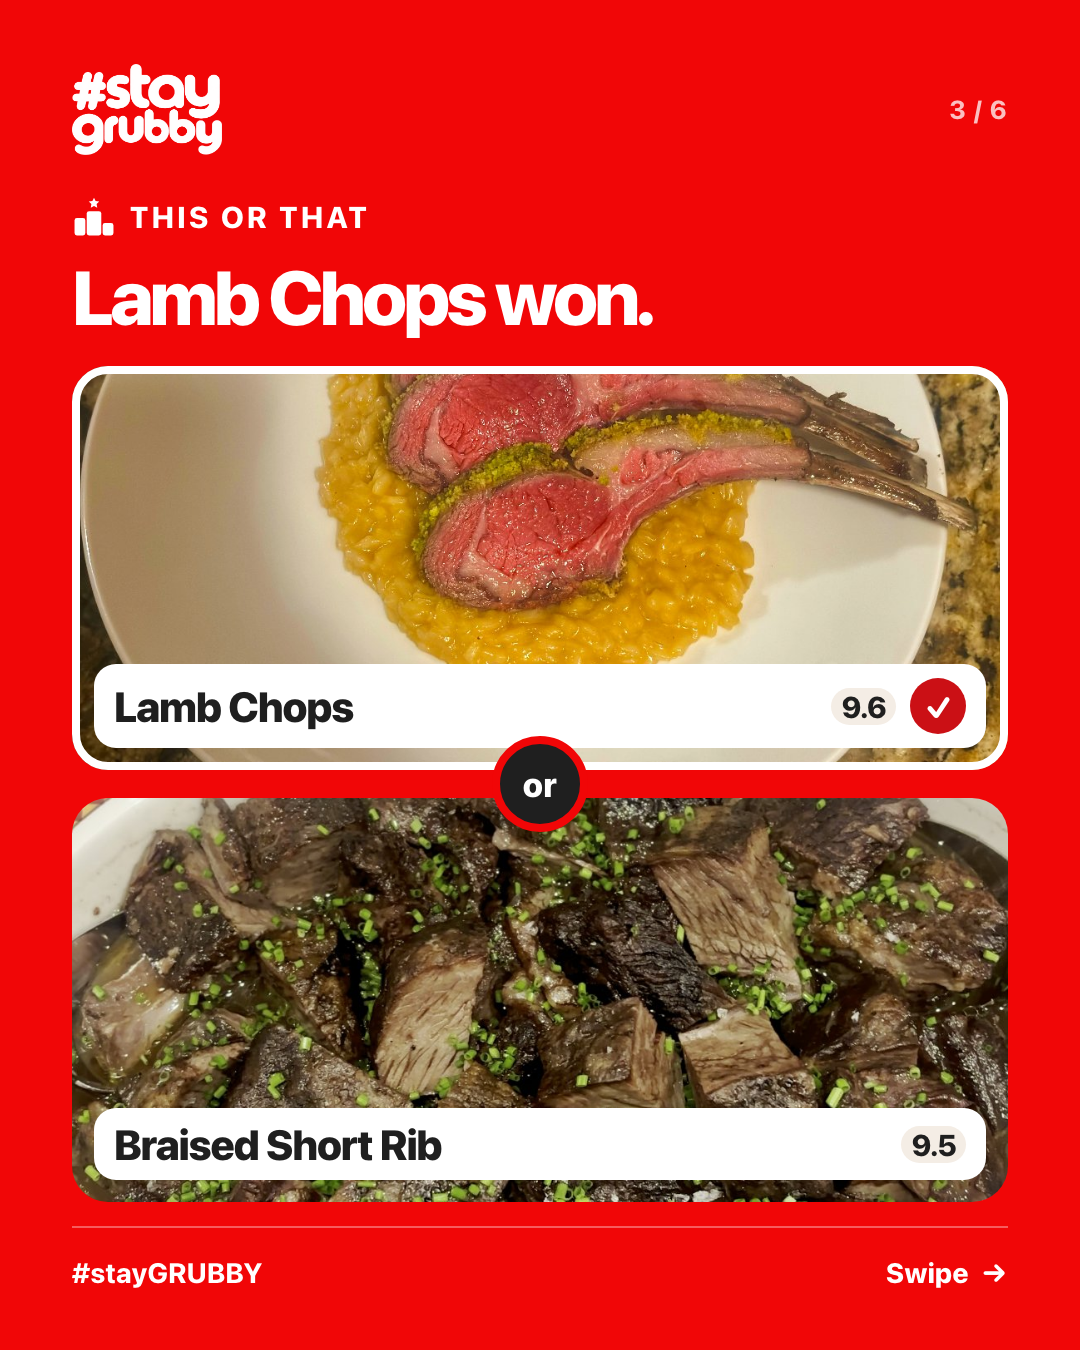 #stay
grubby
3 / 6
THIS OR THAT
Lamb Chops won.
Lamb Chops
9.6
or
Braised Short Rib
9.5
#stayGRUBBY
Swipe →